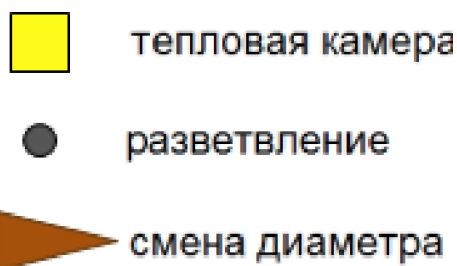 тепловая камера
разветвление
смена диаметра